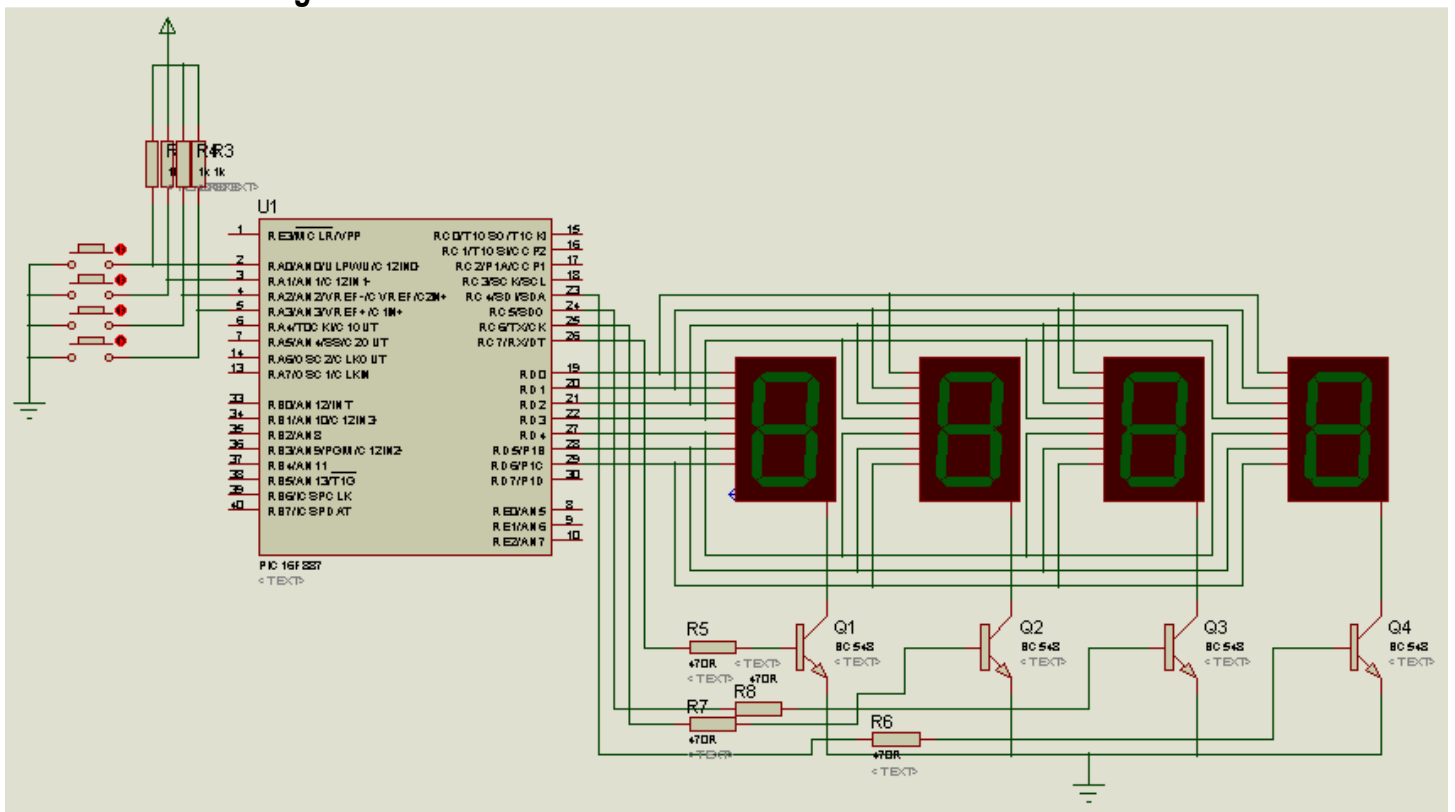 g
R4 R3
1k 1k
U1
1 RE3/MCLR/VPP RC0/T1OSO/T1CKI 15
RC1/T1OSI/CCP2 16
2 RA0/AN0/ULPWU/C12IN0- RC2/P1A/CCP1 17
3 RA1/AN1/C12IN1- RC3/SCK/SCL 18
4 RA2/AN2/VREF-/CVREF/C2IN+ RC4/SDI/SDA 23
5 RA3/AN3/VREF+/C1IN+ RC5/SDO 24
6 RA4/T0CKI/C1OUT RC6/TX/CK 25
7 RA5/AN4/SS/C2OUT RC7/RX/DT 26
14 RA6/OSC2/CLKOUT
13 RA7/OSC1/CLKIN RD0 19
RD1 20
33 RB0/AN12/INT RD2 21
34 RB1/AN10/C12IN3- RD3 22
35 RB2/AN8 RD4 27
36 RB3/AN9/PGM/C12IN2- RD5/P1B 28
37 RB4/AN11 RD6/P1C 29
38 RB5/AN13/T1G RD7/P1D 30
39 RB6/ICSPCLK
40 RB7/ICSPDAT RE0/AN5 8
RE1/AN6 9
RE2/AN7 10
PIC16F887
<TEXT>
R5 Q1 Q2 Q3 Q4
BC548 BC548 BC548 BC548
470R <TEXT> <TEXT> <TEXT> <TEXT> <TEXT>
<TEXT> 470R
R8
R7 R6
470R 470R
<TEXT> <TEXT>